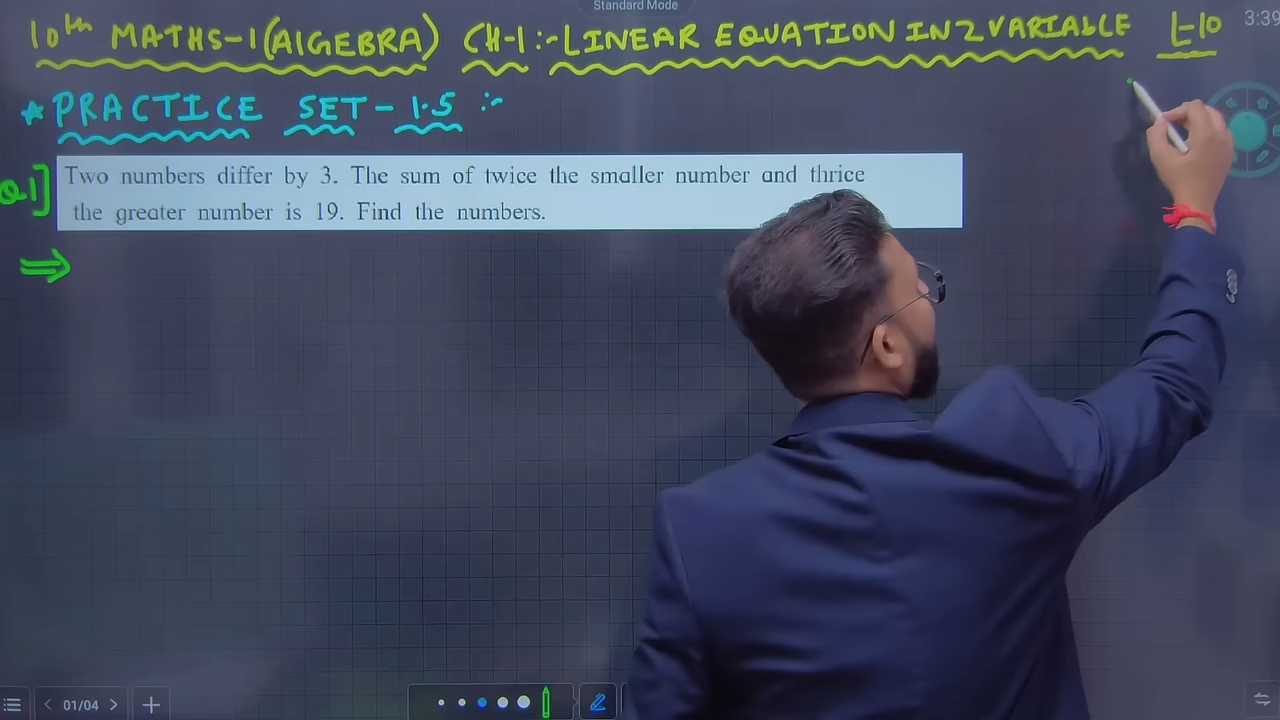 Standard Mode
3:39
10th MATHS-1(AlGEBRA) CH-1:-LINEAR EQUATION IN 2 VARIABLE L-10
*PRACTICE SET-1.5 :-
Q1] Two numbers differ by 3. The sum of twice the smaller number and thrice
the greater number is 19. Find the numbers.
⇒
< 01/04 > +